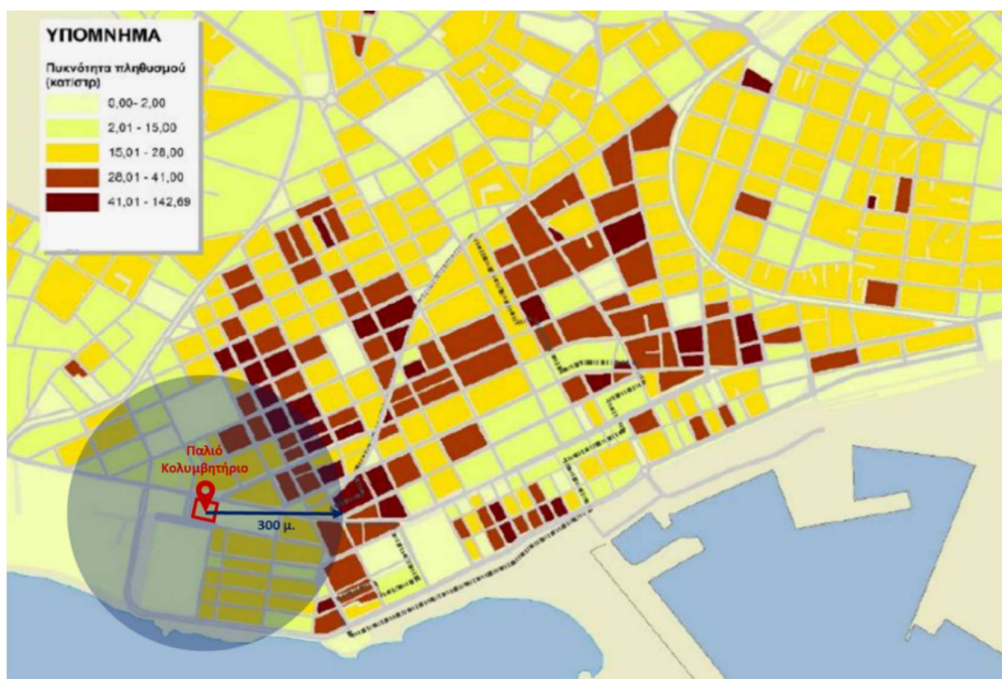 ΥΠΟΜΝΗΜΑ
Πυκνότητα πληθυσμού
(κατ/στρ)
0,00- 2,00
2,01 - 15,00
15,01 - 28,00
28,01 - 41,00
41,01 - 142,69
Παλιό
Κολυμβητήριο
300 μ.